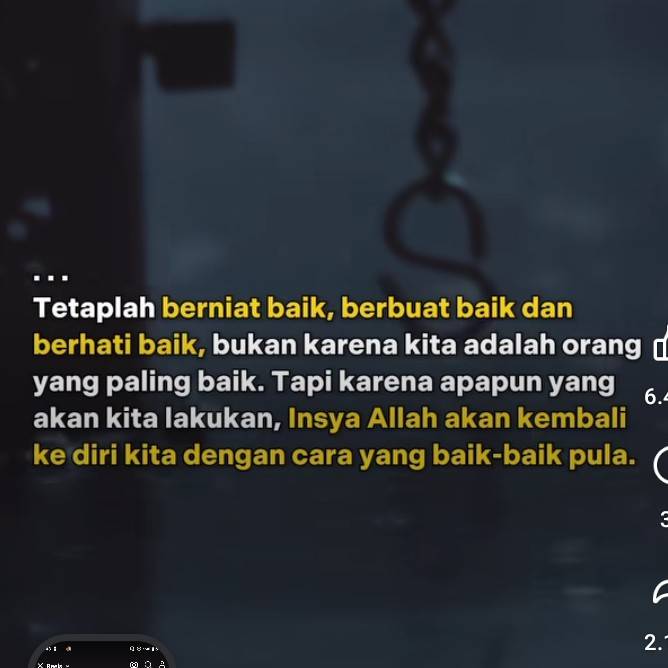 ...
Tetaplah berniat baik, berbuat baik dan
berhati baik, bukan karena kita adalah orang
yang paling baik. Tapi karena apapun yang
akan kita lakukan, Insya Allah akan kembali
ke diri kita dengan cara yang baik-baik pula.
Reels